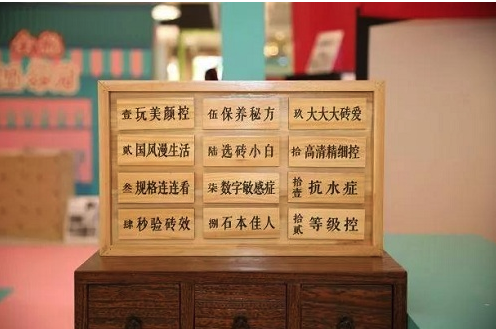 壹玩美颜控
贰国风漫生活
叁规格连连看
肆秒验砖效
伍保养秘方
陆选砖小白
柒数字敏感症
捌石本佳人
玖大大大砖爱
拾高清精细控
拾壹抗水症
拾贰等级控